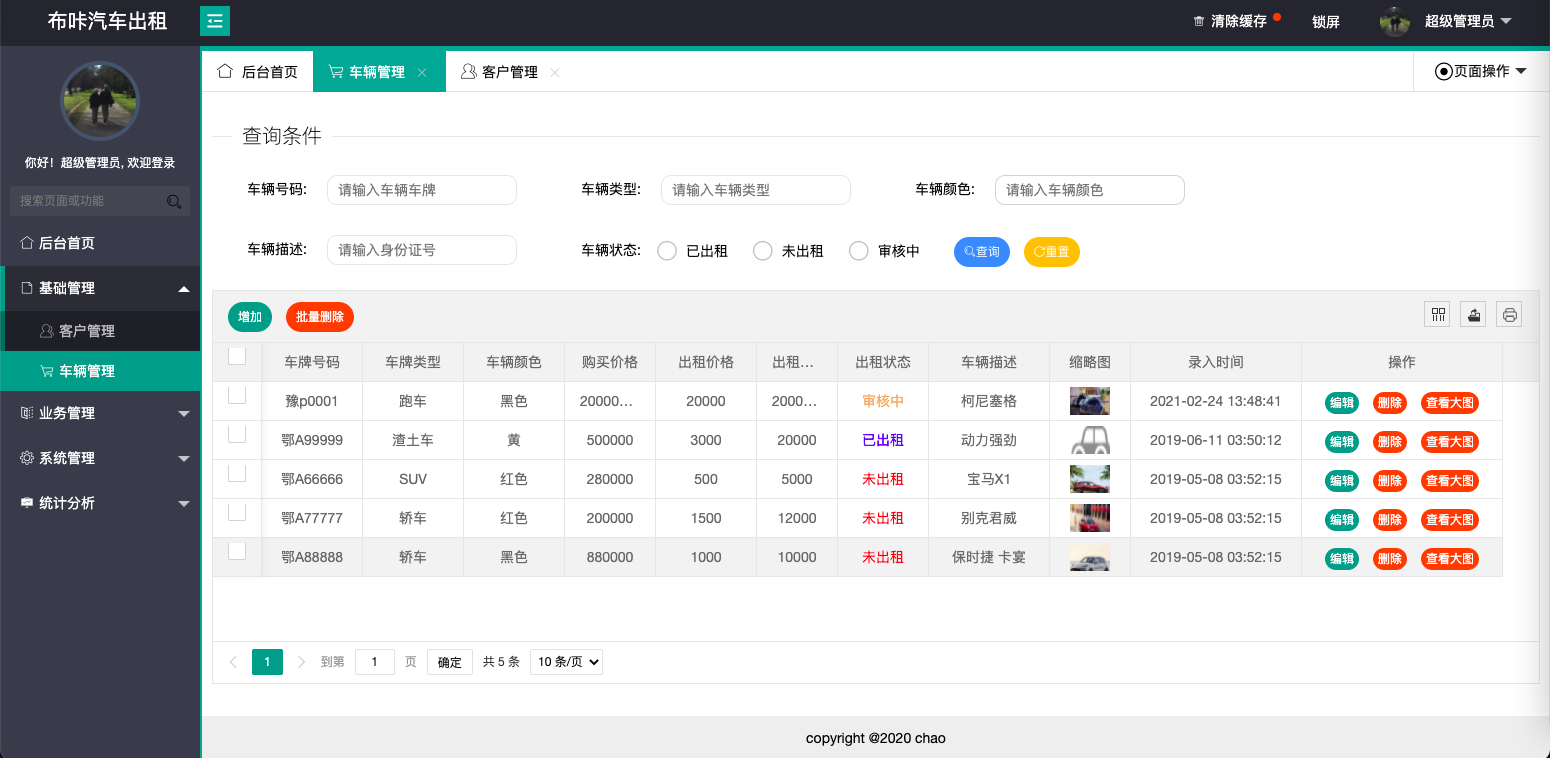 布咔汽车出租
清除缓存
锁屏
超级管理员
你好！超级管理员, 欢迎登录
搜索页面或功能
后台首页
基础管理
客户管理
车辆管理
业务管理
系统管理
统计分析
后台首页
车辆管理
客户管理
页面操作
查询条件
车辆号码: 请输入车辆车牌 车辆类型: 请输入车辆类型 车辆颜色: 请输入车辆颜色
车辆描述: 请输入身份证号 车辆状态: 已出租 未出租 审核中 查询 重置
增加 批量删除
车牌号码 车牌类型 车辆颜色 购买价格 出租价格 出租... 出租状态 车辆描述 缩略图 录入时间 操作
豫p0001 跑车 黑色 20000... 20000 2000... 审核中 柯尼塞格 2021-02-24 13:48:41 编辑 删除 查看大图
鄂A99999 渣土车 黄 500000 3000 20000 已出租 动力强劲 2019-06-11 03:50:12 编辑 删除 查看大图
鄂A66666 SUV 红色 280000 500 5000 未出租 宝马X1 2019-05-08 03:52:15 编辑 删除 查看大图
鄂A77777 轿车 红色 200000 1500 12000 未出租 别克君威 2019-05-08 03:52:15 编辑 删除 查看大图
鄂A88888 轿车 黑色 880000 1000 10000 未出租 保时捷 卡宴 2019-05-08 03:52:15 编辑 删除 查看大图
1 到第 1 页 确定 共 5 条 10 条/页
copyright @2020 chao